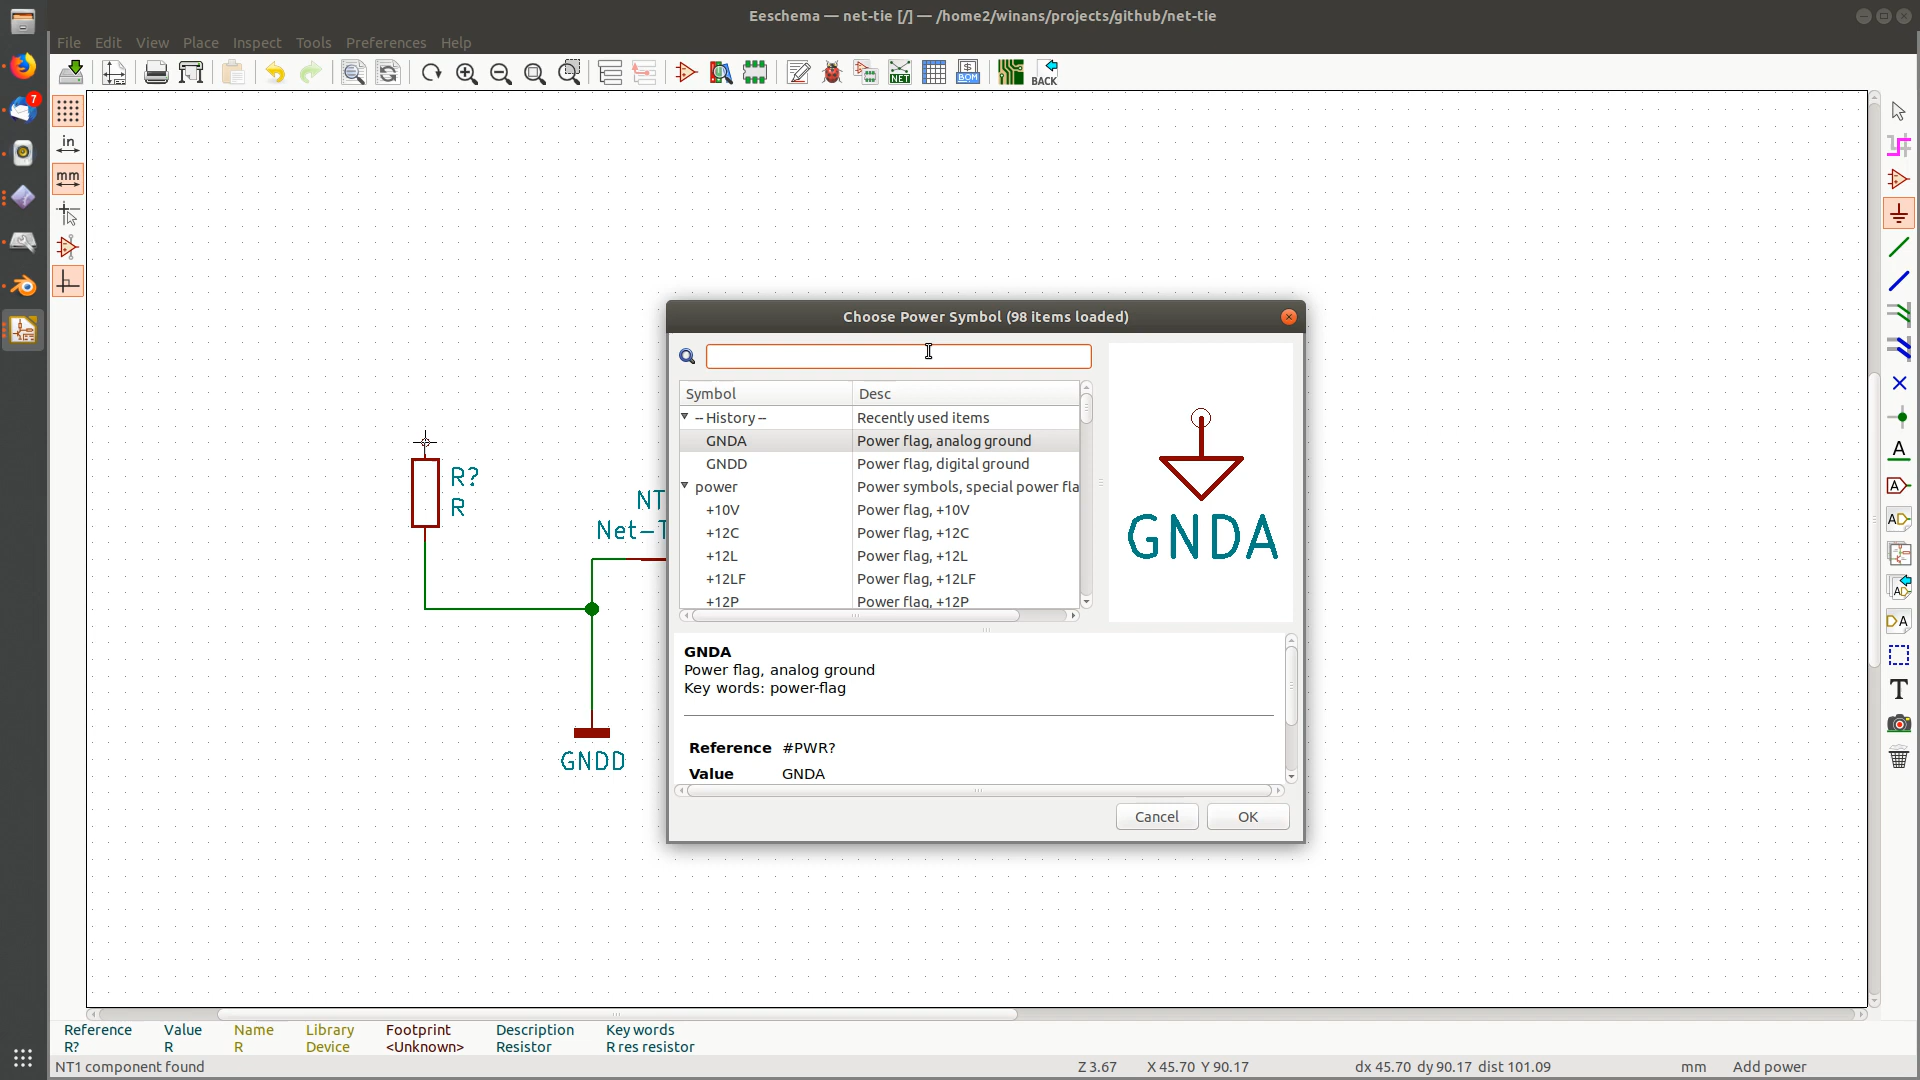 Eeschema — net-tie [/] — /home2/winans/projects/github/net-tie
File Edit View Place Inspect Tools Preferences Help
NET
$ BOM
BACK
7
in
mm
Choose Power Symbol (98 items loaded)
Symbol Desc
-- History -- Recently used items
GNDA Power flag, analog ground
GNDD Power flag, digital ground
power Power symbols, special power fla
+10V Power flag, +10V
+12C Power flag, +12C
+12L Power flag, +12L
+12LF Power flag, +12LF
+12P Power flag, +12P
GNDA
GNDA
Power flag, analog ground
Key words: power-flag
Reference #PWR?
Value GNDA
Cancel OK
R?
R
NT
Net-T
GNDD
A
A
AD
AD
DA
T
Reference Value Name Library Footprint Description Key words
R? R R Device <Unknown> Resistor R res resistor
NT1 component found Z 3.67 X 45.70 Y 90.17 dx 45.70 dy 90.17 dist 101.09 mm Add power